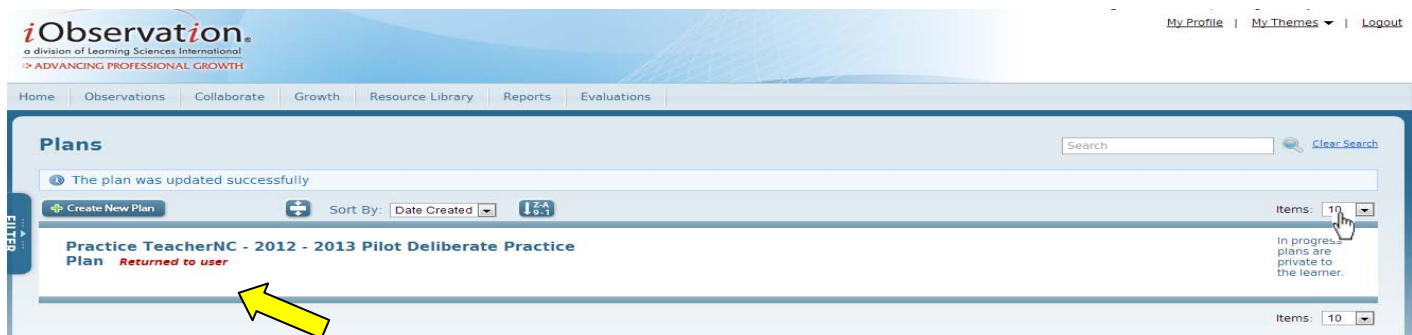 iObservation.
a division of Learning Sciences International
ADVANCING PROFESSIONAL GROWTH
My Profile | My Themes | Logout
Home Observations Collaborate Growth Resource Library Reports Evaluations
Plans
Search Clear Search
The plan was updated successfully
Create New Plan Sort By: Date Created Z-A 9-1 Items: 10
FILTER
Practice TeacherNC - 2012 - 2013 Pilot Deliberate Practice
Plan Returned to user
In progress
plans are
private to
the learner.
Items: 10